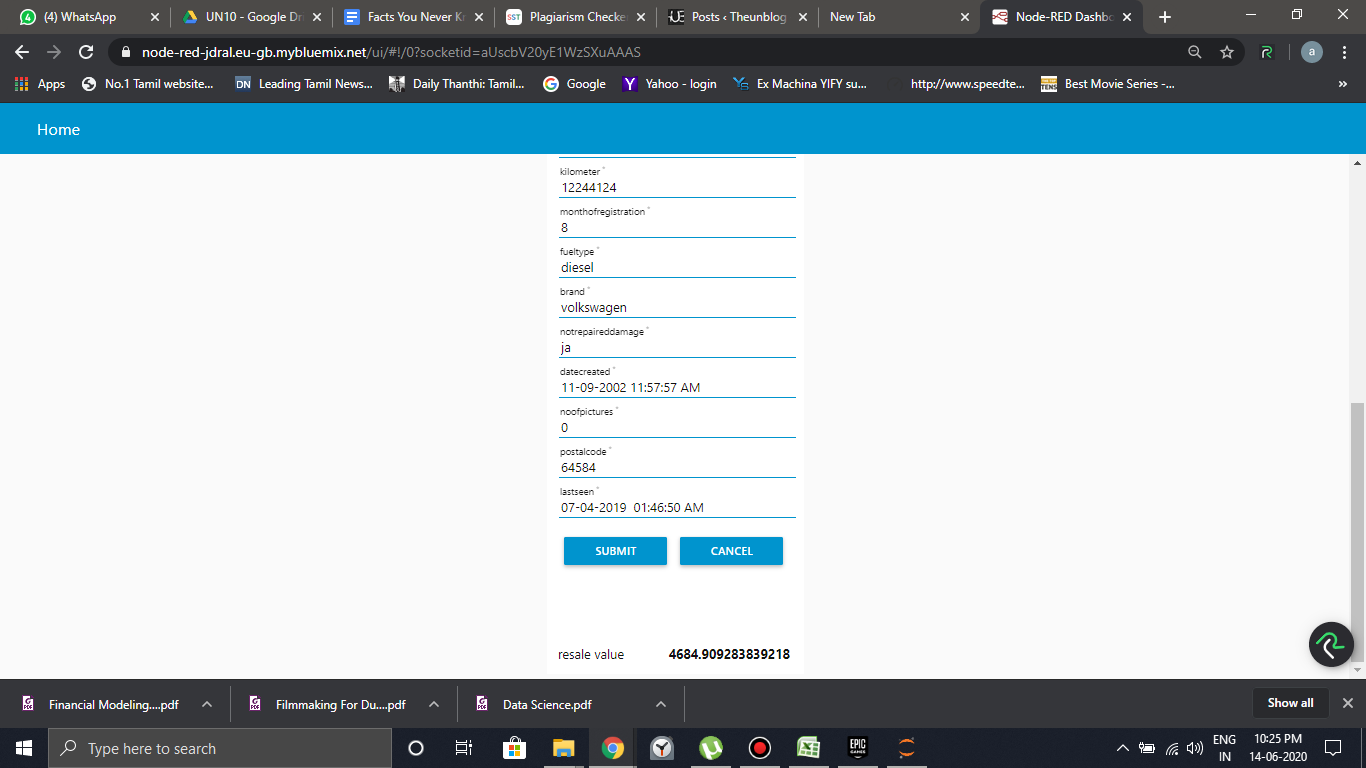 (4) WhatsApp
UN10 - Google Dri
Facts You Never Kr
Plagiarism Checke
Posts ‹ Theunblog
New Tab
Node-RED Dashbo
node-red-jdral.eu-gb.mybluemix.net/ui/#!/0?socketid=aUscbV20yE1WzSXuAAAS
a
Apps
No.1 Tamil website...
DN Leading Tamil News...
Daily Thanthi: Tamil...
Google
Yahoo - login
Ex Machina YIFY su...
http://www.speedte...
Best Movie Series -...
Home
kilometer *
12244124
monthofregistration *
8
fueltype *
diesel
brand *
volkswagen
notrepaireddamage *
ja
datecreated *
11-09-2002 11:57:57 AM
noofpictures *
0
postalcode *
64584
lastseen *
07-04-2019  01:46:50 AM
SUBMIT
CANCEL
resale value 4684.909283839218
Financial Modeling....pdf
Filmmaking For Du....pdf
Data Science.pdf
Show all
Type here to search
EPIC GAMES
ENG
IN
10:25 PM
14-06-2020